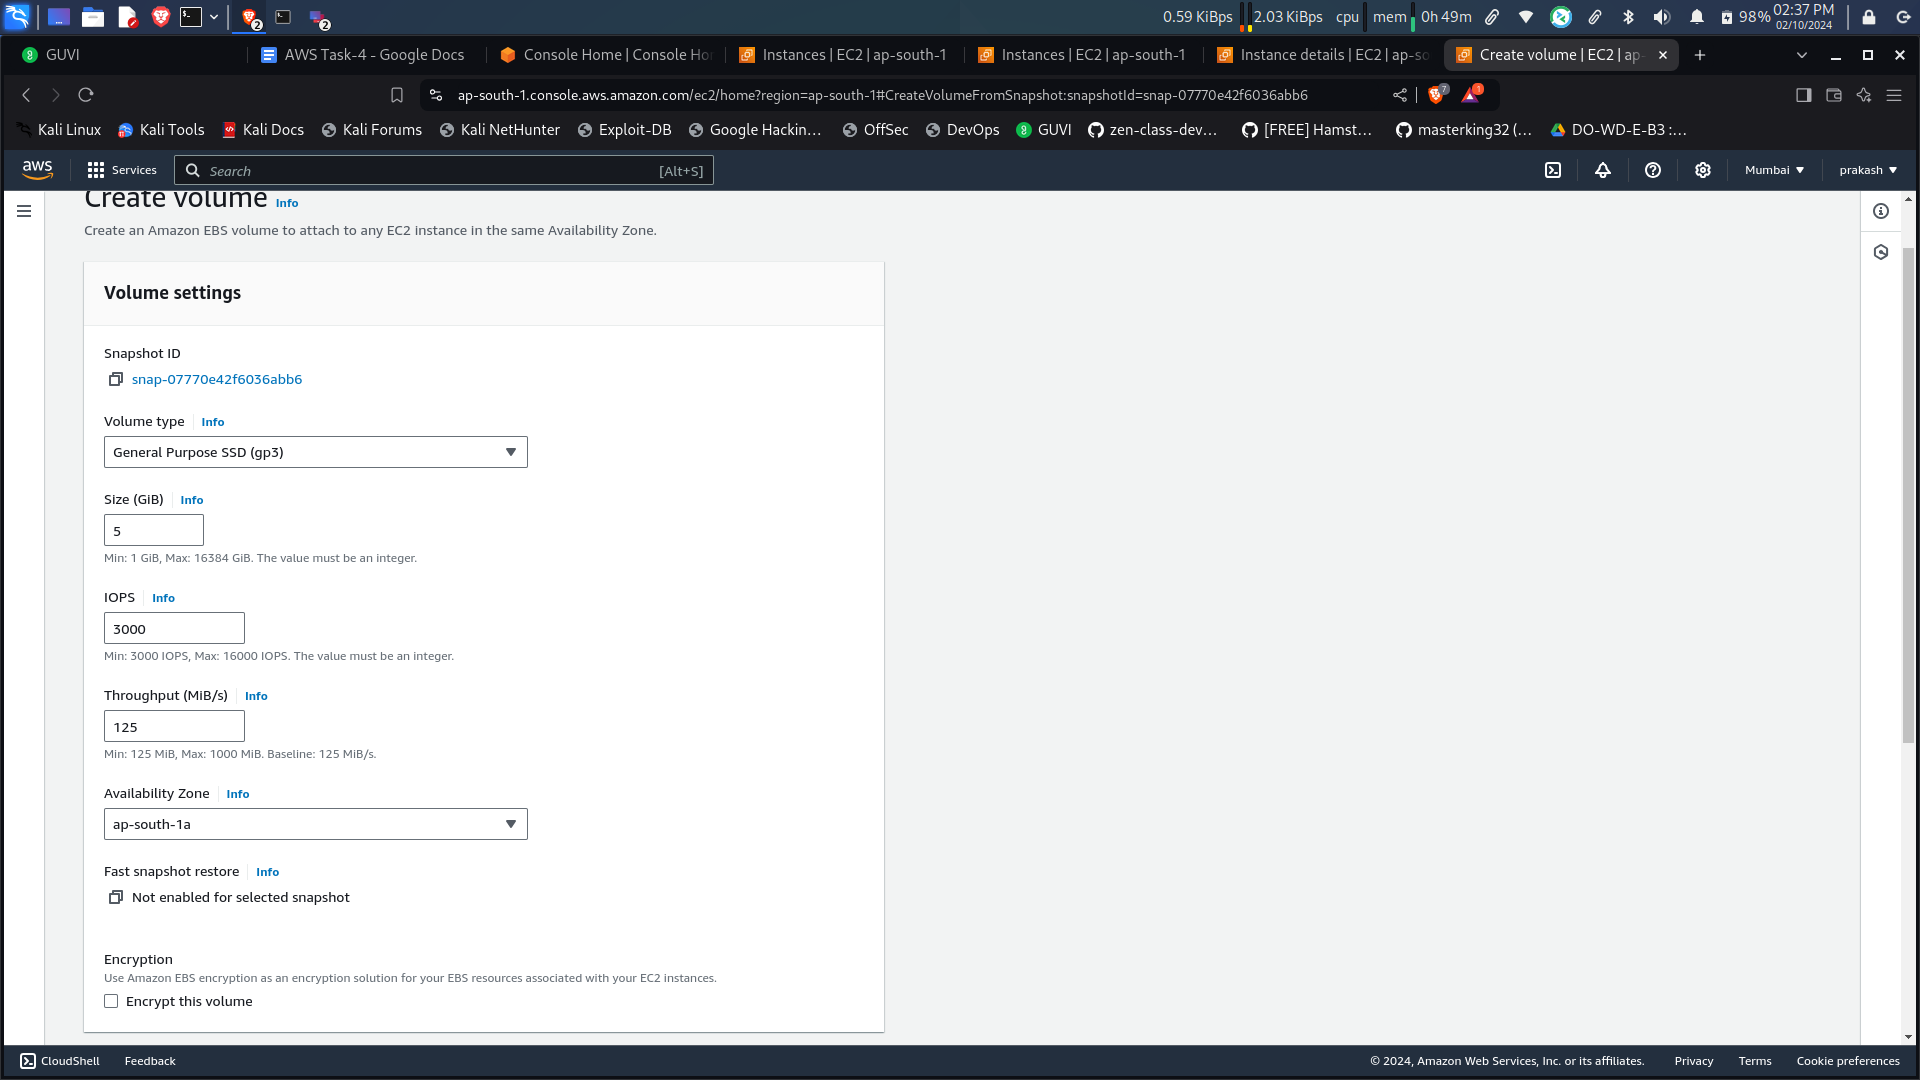 0.59 KiBps 2.03 KiBps cpu mem 0h 49m 98% 02:37 PM
02/10/2024
2 2
GUVI
AWS Task-4 - Google Docs
Console Home | Console Hor
Instances | EC2 | ap-south-1
Instances | EC2 | ap-south-1
Instance details | EC2 | ap-so
Create volume | EC2 | ap-
ap-south-1.console.aws.amazon.com/ec2/home?region=ap-south-1#CreateVolumeFromSnapshot:snapshotId=snap-07770e42f6036abb6
7 1
Kali Linux Kali Tools Kali Docs Kali Forums Kali NetHunter Exploit-DB Google Hackin... OffSec DevOps GUVI zen-class-dev... [FREE] Hamst... masterking32 (... DO-WD-E-B3 :...
aws Services Search [Alt+S] Mumbai prakash
Create volume Info
Create an Amazon EBS volume to attach to any EC2 instance in the same Availability Zone.
Volume settings
Snapshot ID
snap-07770e42f6036abb6
Volume type Info
General Purpose SSD (gp3)
Size (GiB) Info
5
Min: 1 GiB, Max: 16384 GiB. The value must be an integer.
IOPS Info
3000
Min: 3000 IOPS, Max: 16000 IOPS. The value must be an integer.
Throughput (MiB/s) Info
125
Min: 125 MiB, Max: 1000 MiB. Baseline: 125 MiB/s.
Availability Zone Info
ap-south-1a
Fast snapshot restore Info
Not enabled for selected snapshot
Encryption
Use Amazon EBS encryption as an encryption solution for your EBS resources associated with your EC2 instances.
Encrypt this volume
CloudShell Feedback © 2024, Amazon Web Services, Inc. or its affiliates. Privacy Terms Cookie preferences